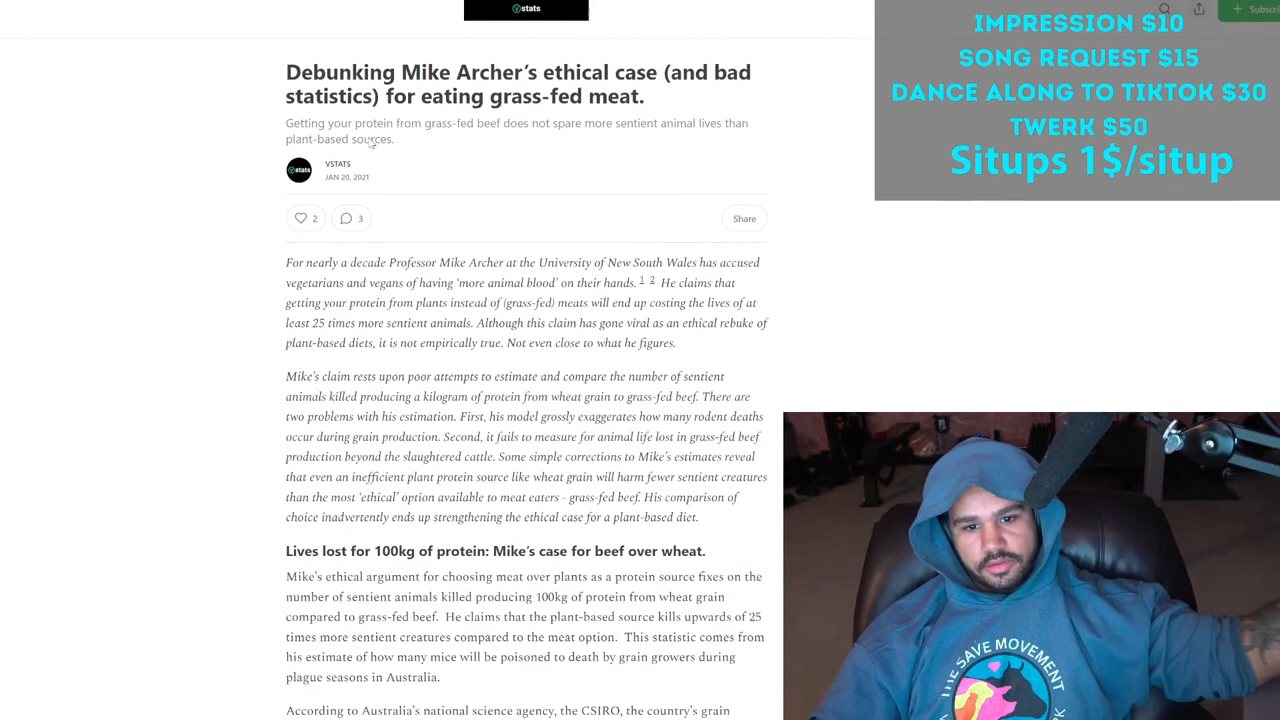 vstats
Subscri
IMPRESSION $10
SONG REQUEST $15
DANCE ALONG TO TIKTOK $30
TWERK $50
Situps 1$/situp
Debunking Mike Archer’s ethical case (and bad
statistics) for eating grass-fed meat.
Getting your protein from grass-fed beef does not spare more sentient animal lives than
plant-based sources.
vstats
VSTATS
JAN 20, 2021
2
3
Share
For nearly a decade Professor Mike Archer at the University of New South Wales has accused
vegetarians and vegans of having ‘more animal blood’ on their hands. 1 2 He claims that
getting your protein from plants instead of (grass-fed) meats will end up costing the lives of at
least 25 times more sentient animals. Although this claim has gone viral as an ethical rebuke of
plant-based diets, it is not empirically true. Not even close to what he figures.
Mike’s claim rests upon poor attempts to estimate and compare the number of sentient
animals killed producing a kilogram of protein from wheat grain to grass-fed beef. There are
two problems with his estimation. First, his model grossly exaggerates how many rodent deaths
occur during grain production. Second, it fails to measure for animal life lost in grass-fed beef
production beyond the slaughtered cattle. Some simple corrections to Mike’s estimates reveal
that even an inefficient plant protein source like wheat grain will harm fewer sentient creatures
than the most ‘ethical’ option available to meat eaters - grass-fed beef. His comparison of
choice inadvertently ends up strengthening the ethical case for a plant-based diet.
Lives lost for 100kg of protein: Mike’s case for beef over wheat.
Mike’s ethical argument for choosing meat over plants as a protein source fixes on the
number of sentient animals killed producing 100kg of protein from wheat grain
compared to grass-fed beef. He claims that the plant-based source kills upwards of 25
times more sentient creatures compared to the meat option. This statistic comes from
his estimate of how many mice will be poisoned to death by grain growers during
plague seasons in Australia.
According to Australia’s national science agency, the CSIRO, the country’s grain
THE SAVE MOVEMENT